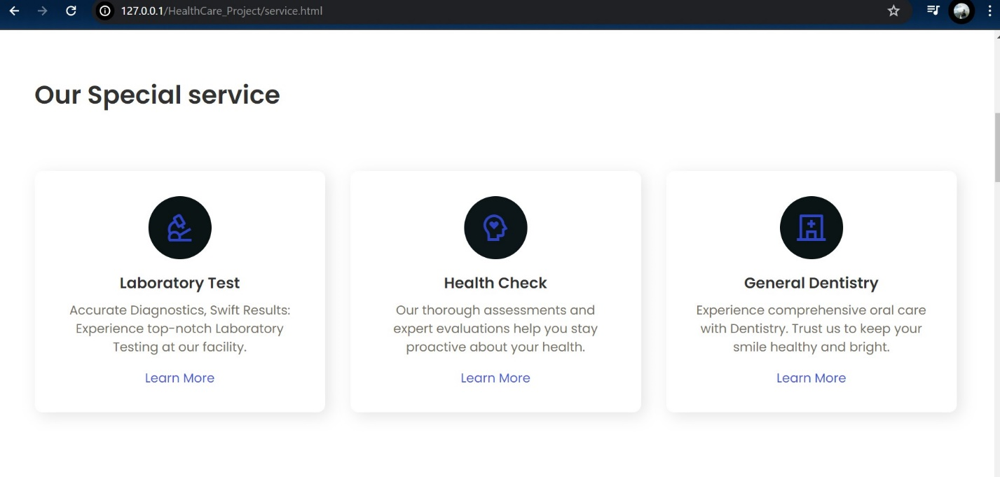 127.0.0.1/HealthCare_Project/service.html
Our Special service
Laboratory Test
Accurate Diagnostics, Swift Results:
Experience top-notch Laboratory
Testing at our facility.
Learn More
Health Check
Our thorough assessments and
expert evaluations help you stay
proactive about your health.
Learn More
General Dentistry
Experience comprehensive oral care
with Dentistry. Trust us to keep your
smile healthy and bright.
Learn More